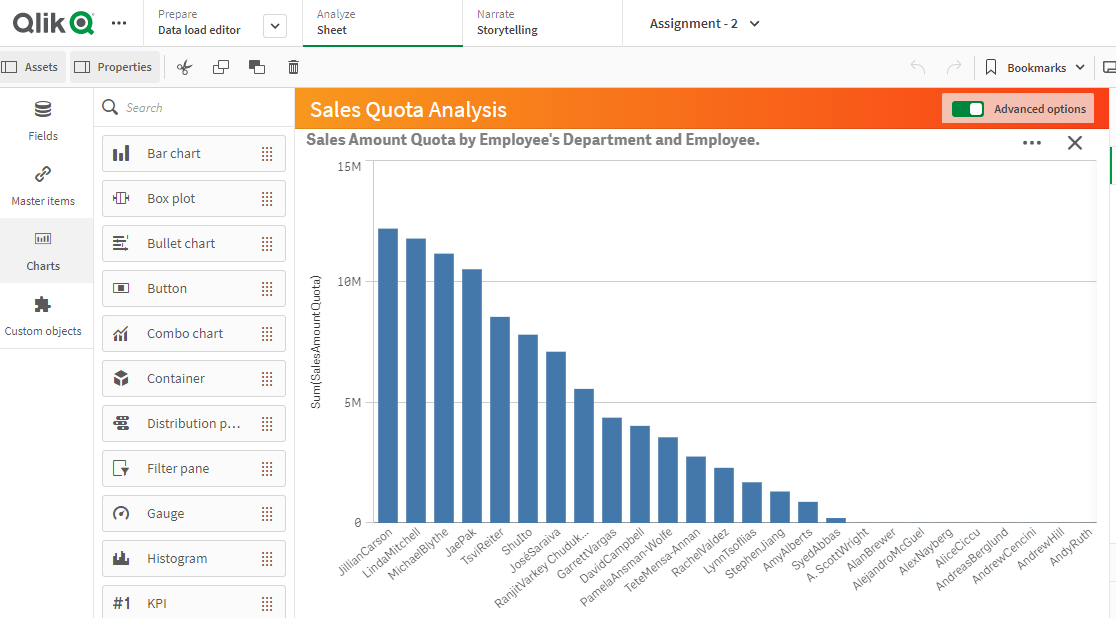 Qlik
Prepare
Data load editor
Analyze
Sheet
Narrate
Storytelling
Assignment - 2
Assets
Properties
Bookmarks
Fields
Master items
Charts
Custom objects
Search
Bar chart
Box plot
Bullet chart
Button
Combo chart
Container
Distribution p...
Filter pane
Gauge
Histogram
#1 KPI
Sales Quota Analysis
Advanced options
Sales Amount Quota by Employee's Department and Employee.
Sum(SalesAmountQuota)
15M
10M
5M
0
JillianCarson
LindaMitchell
MichaelBlythe
JaePak
TsviReiter
ShuIto
JoséSaraiva
RanjitVarkey Chuduk...
GarrettVargas
DavidCampbell
PamelaAnsman-Wolfe
TeteMensa-Annan
RachelValdez
LynnTsoflias
StephenJiang
AmyAlberts
SyedAbbas
A. ScottWright
AlanBrewer
AlejandroMcGuel
AlexNayberg
AliceCiccu
AndreasBerglund
AndrewCencini
AndrewHill
AndyRuth